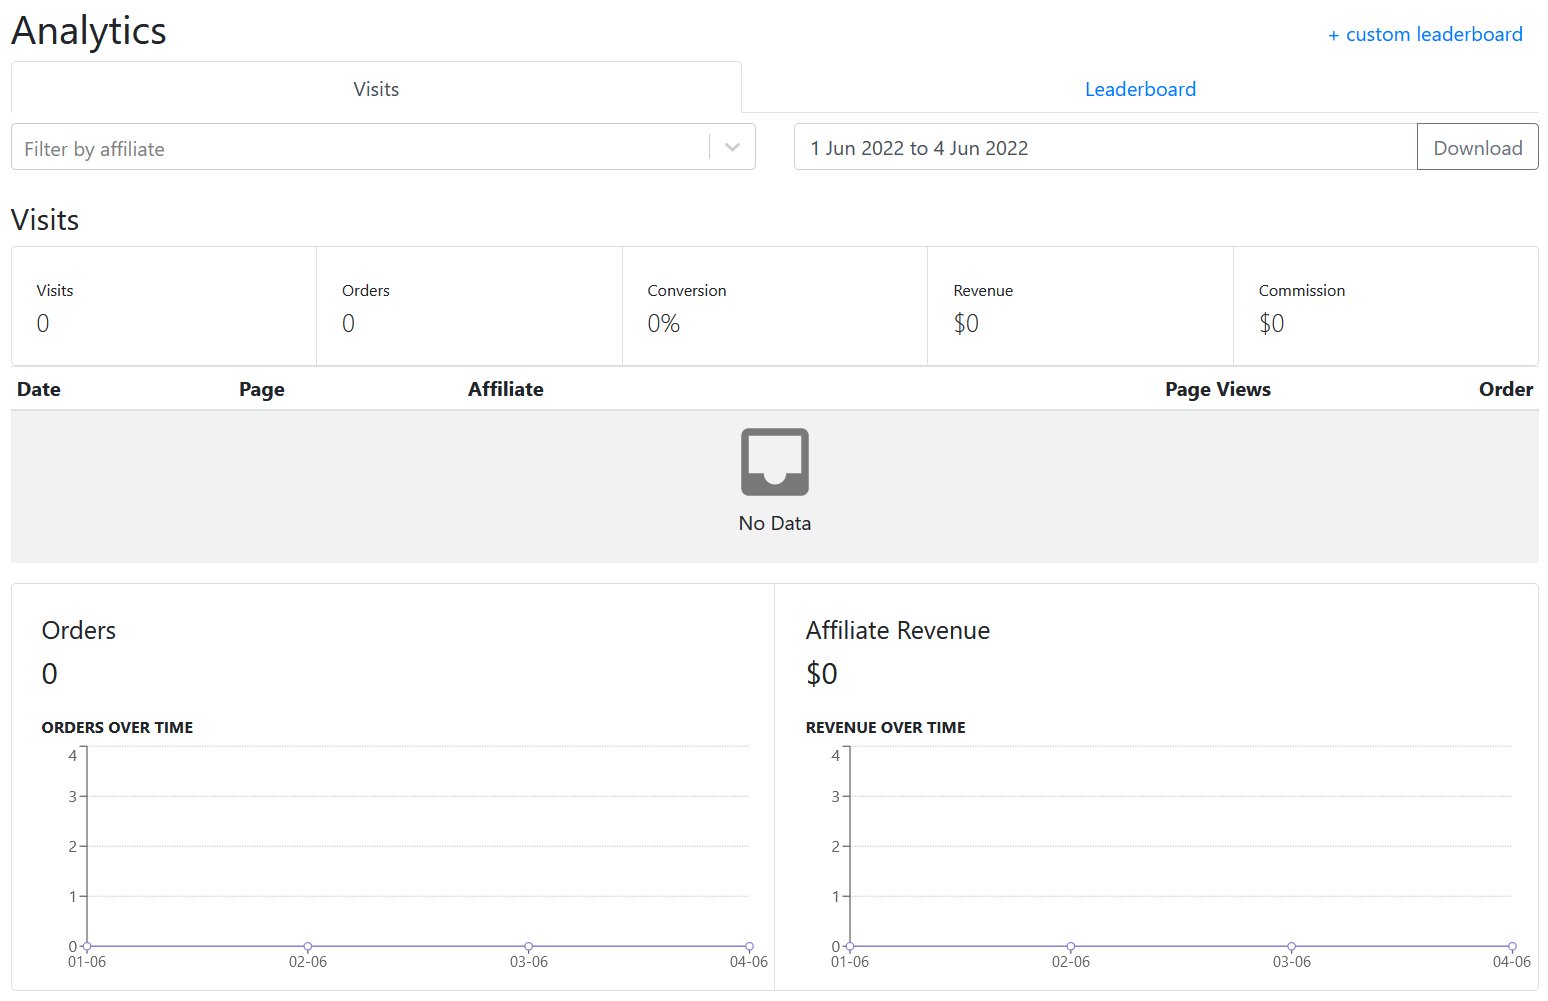 Analytics
+ custom leaderboard
Visits
Leaderboard
Filter by affiliate
1 Jun 2022 to 4 Jun 2022
Download
Visits
Visits
0
Orders
0
Conversion
0%
Revenue
$0
Commission
$0
Date Page Affiliate Page Views Order
No Data
Orders
0
ORDERS OVER TIME
4
3
2
1
0
01-06 02-06 03-06 04-06
Affiliate Revenue
$0
REVENUE OVER TIME
4
3
2
1
0
01-06 02-06 03-06 04-06